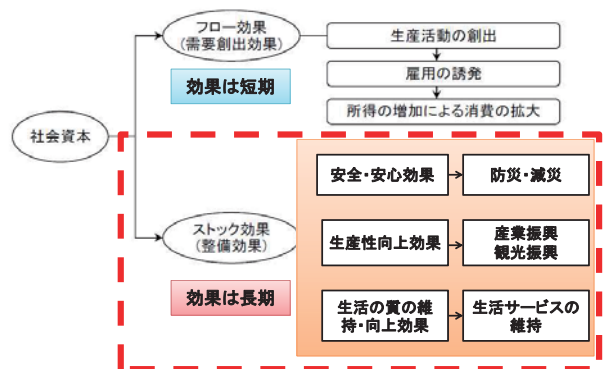 フロー効果
(需要創出効果)
生産活動の創出
雇用の誘発
所得の増加による消費の拡大
効果は短期
社会資本
安全・安心効果
防災・減災
ストック効果
(整備効果)
生産性向上効果
産業振興
観光振興
効果は長期
生活の質の維
持・向上効果
生活サービスの
維持